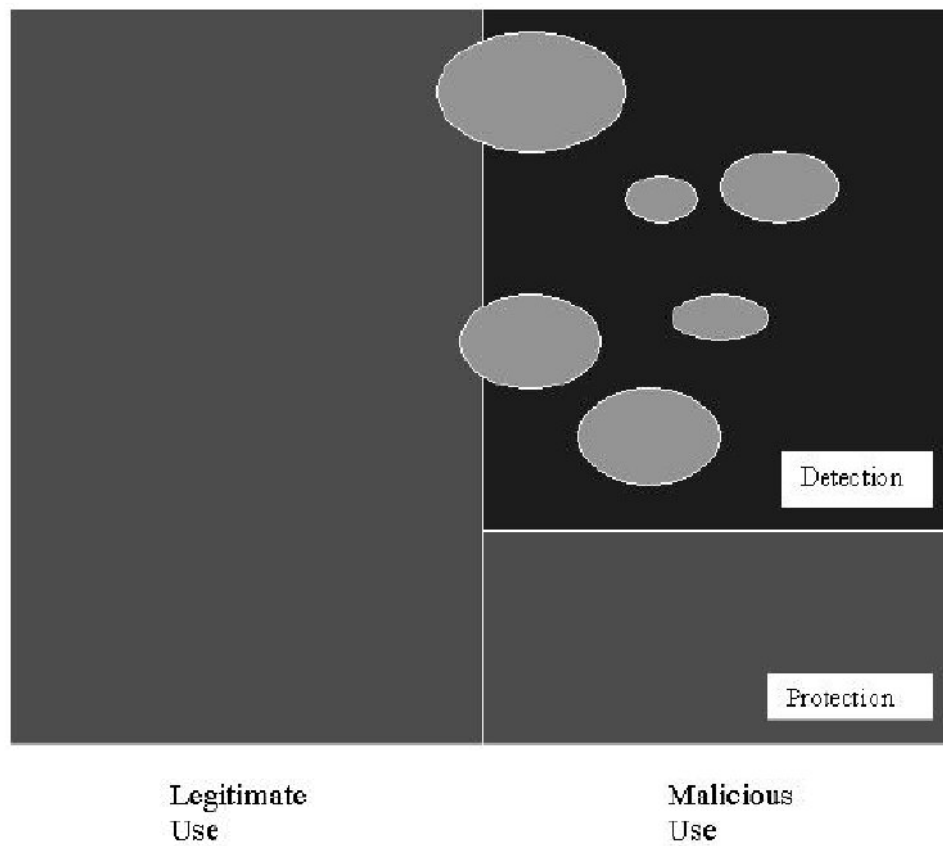 Detection
Protection
Legitimate
Use
Malicious
Use